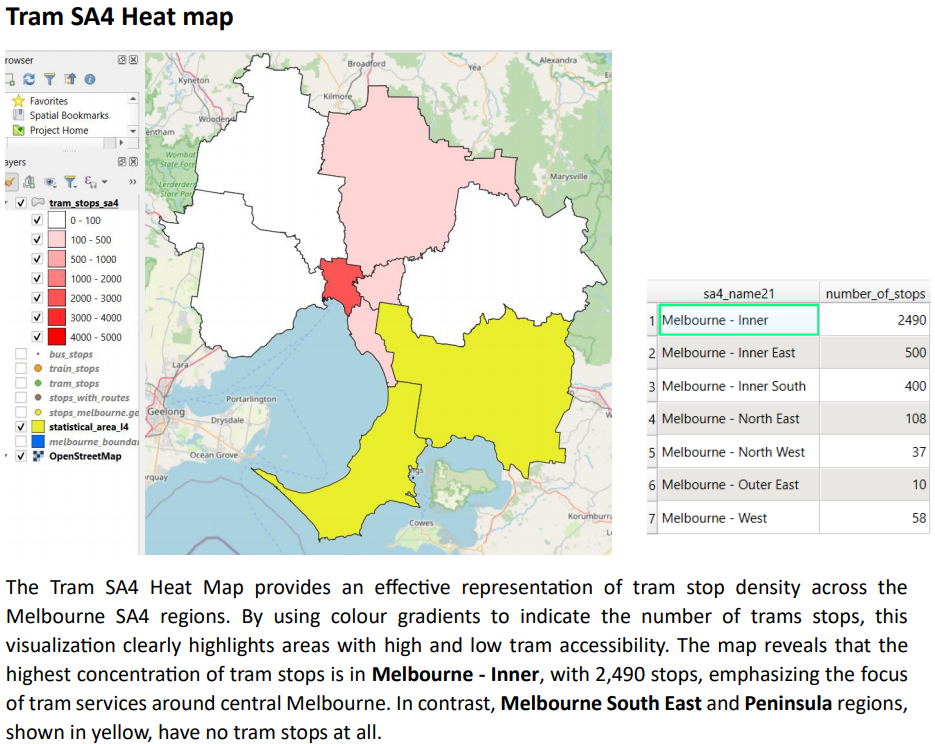 Tram SA4 Heat map
rowser
Favorites
Spatial Bookmarks
Project Home
ayers
tram_stops_sa4
0 - 100
100 - 500
500 - 1000
1000 - 2000
2000 - 3000
3000 - 4000
4000 - 5000
bus_stops
train_stops
tram_stops
stops_with_routes
stops_melbourne.ge
statistical_area_l4
melbourne_boundar
OpenStreetMap
Kyneton
Broadford
Yea
Alexandra
Kilmore
Woodend
entham
Wombat
State Fore
Lerderder
State Par
Marysville
Lara
Portarlington
Geelong
Drysdale
Ocean Grove
rquay
ngs
Cowes
Korumburra
sa4_name21 number_of_stops
1 Melbourne - Inner 2490
2 Melbourne - Inner East 500
3 Melbourne - Inner South 400
4 Melbourne - North East 108
5 Melbourne - North West 37
6 Melbourne - Outer East 10
7 Melbourne - West 58
The Tram SA4 Heat Map provides an effective representation of tram stop density across the
Melbourne SA4 regions. By using colour gradients to indicate the number of trams stops, this
visualization clearly highlights areas with high and low tram accessibility. The map reveals that the
highest concentration of tram stops is in Melbourne - Inner, with 2,490 stops, emphasizing the focus
of tram services around central Melbourne. In contrast, Melbourne South East and Peninsula regions,
shown in yellow, have no tram stops at all.